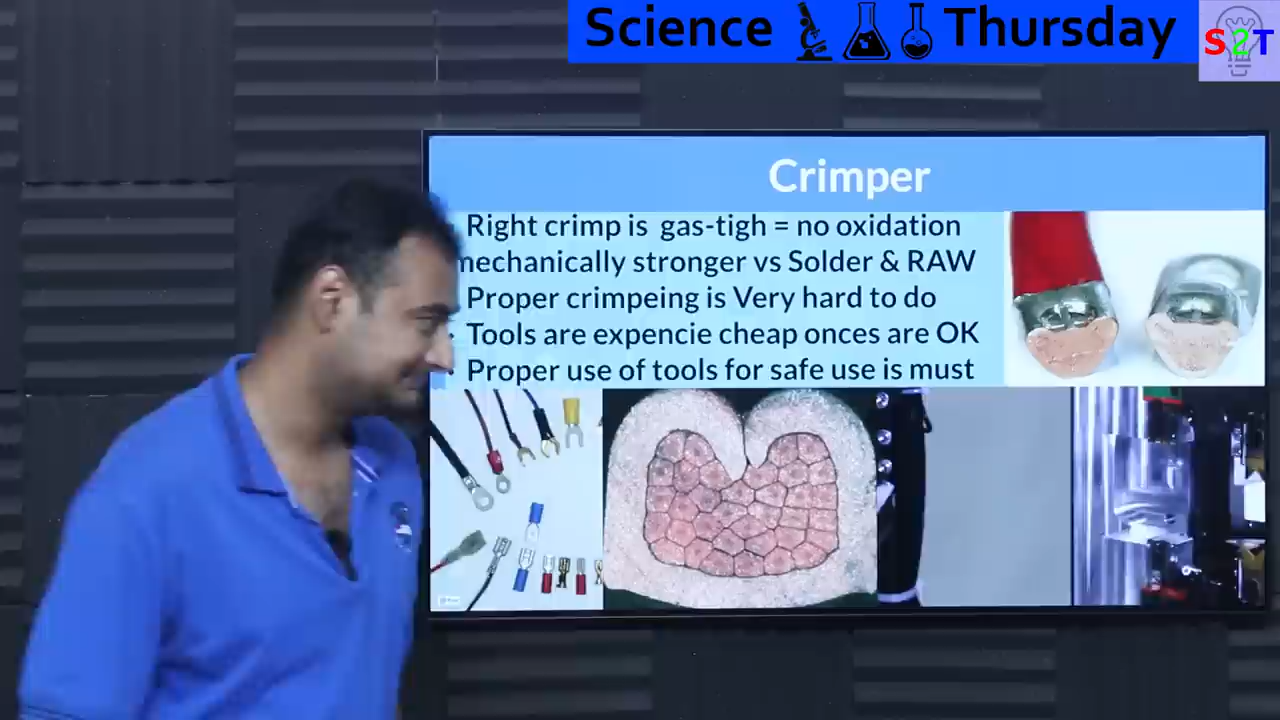 Science Thursday
S2T
Crimper
Right crimp is gas-tigh = no oxidation
mechanically stronger vs Solder & RAW
Proper crimpeing is Very hard to do
Tools are expencie cheap onces are OK
Proper use of tools for safe use is must